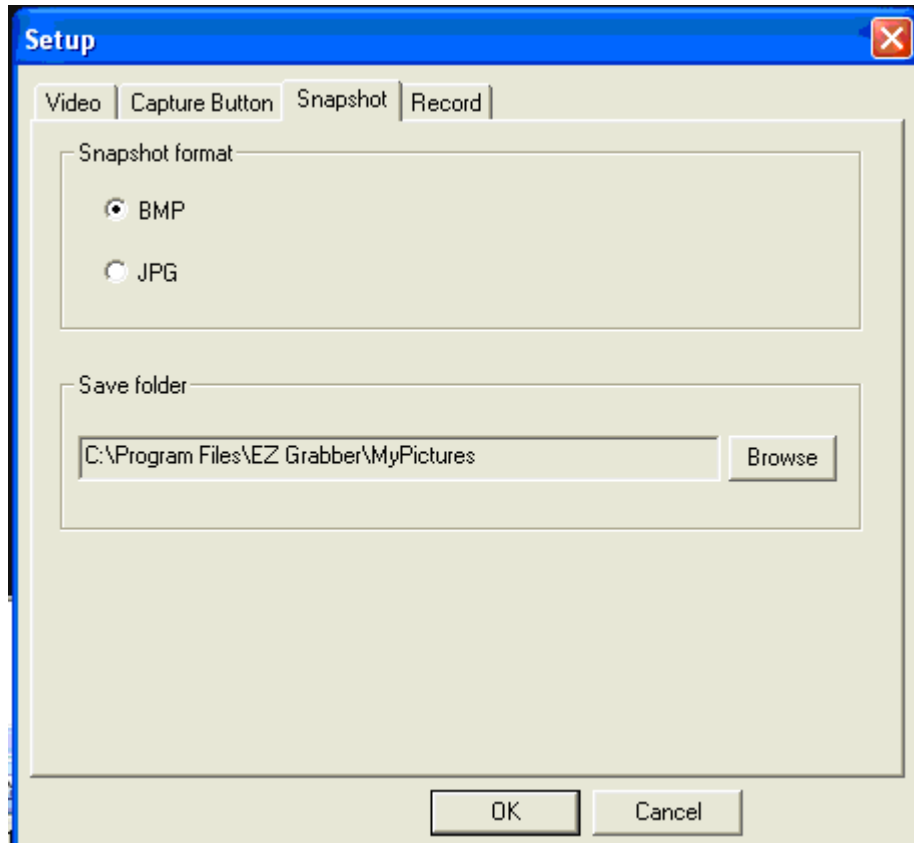 Setup
Video Capture Button Snapshot Record
Snapshot format
BMP
JPG
Save folder
C:\Program Files\EZ Grabber\MyPictures Browse
OK Cancel